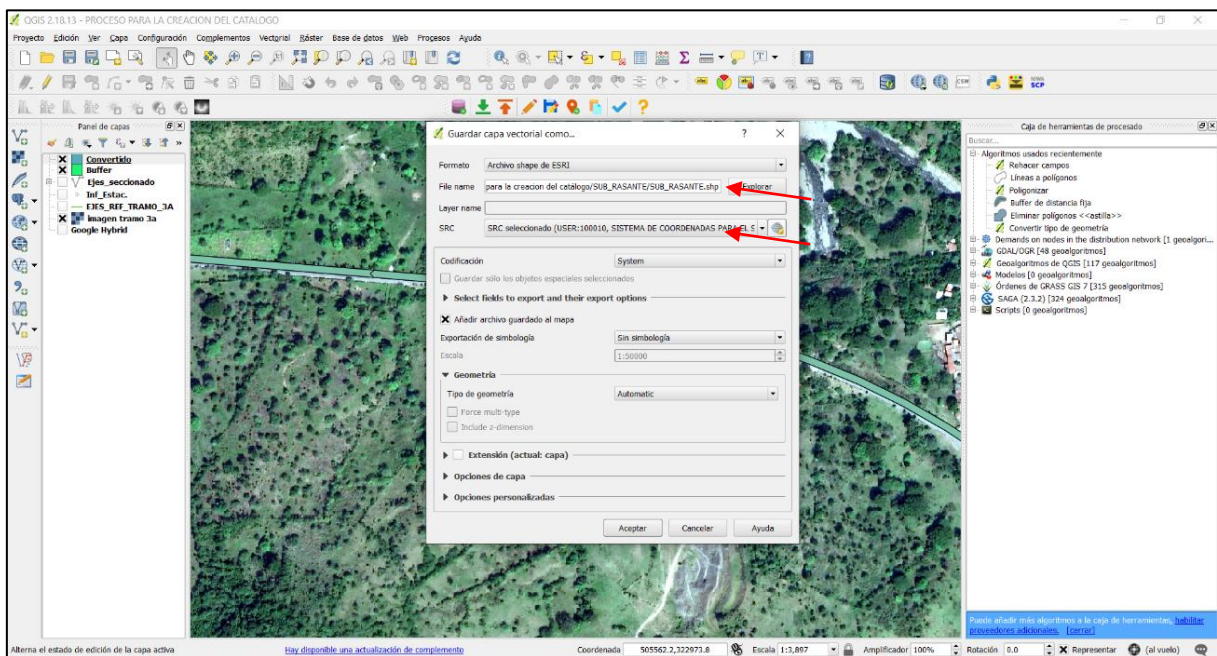 QGIS 2.18.13 - PROCESO PARA LA CREACION DEL CATALOGO
Proyecto Edición Ver Capa Configuración Complementos Vectorial Ráster Base de datos Web Procesos Ayuda
CSW
SCP
Panel de capas
Convertido
Buffer
Ejes_seccionado
Inf_Estac.
EJES_REF_TRAMO_3A
imagen tramo 3a
Google Hybrid
Guardar capa vectorial como...
Formato Archivo shape de ESRI
File name para la creacion del catálogo/SUB_RASANTE/SUB_RASANTE.shp Explorar
Layer name
SRC SRC seleccionado (USER:100010, SISTEMA DE COORDENADAS PARA EL S
Codificación System
Guardar sólo los objetos espaciales seleccionados
Select fields to export and their export options
Añadir archivo guardado al mapa
Exportación de simbología Sin simbología
Escala 1:50000
Geometría
Tipo de geometría Automatic
Force multi-type
Include z-dimension
Extensión (actual: capa)
Opciones de capa
Opciones personalizadas
Aceptar Cancelar Ayuda
Caja de herramientas de procesado
Buscar...
Algoritmos usados recientemente
Rehacer campos
Líneas a polígonos
Poligonizar
Buffer de distancia fija
Eliminar polígonos <<astilla>>
Convertir tipo de geometría
Demands on nodes in the distribution network [1 geoalgori...
GDAL/OGR [48 geoalgoritmos]
Geoalgoritmos de QGIS [117 geoalgoritmos]
Modelos [0 geoalgoritmos]
Órdenes de GRASS GIS 7 [315 geoalgoritmos]
SAGA (2.3.2) [324 geoalgoritmos]
Scripts [0 geoalgoritmos]
Puede añadir más algoritmos a la caja de herramientas, habilitar
proveedores adicionales. [cerrar]
Alterna el estado de edición de la capa activa Hay disponible una actualización de complemento Coordenada 505562.2,322973.8 Escala 1:3,897 Amplificador 100% Rotación 0.0 Representar (al vuelo)